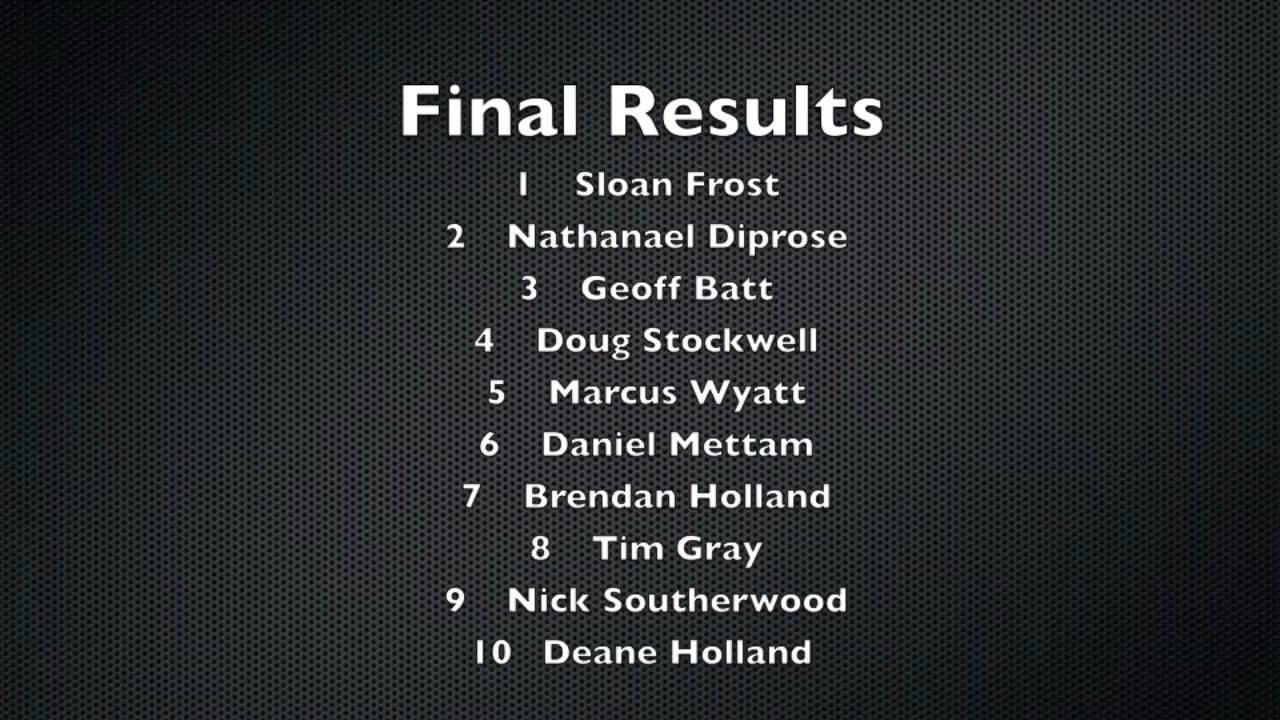 Final Results
1 Sloan Frost
2 Nathanael Diprose
3 Geoff Batt
4 Doug Stockwell
5 Marcus Wyatt
6 Daniel Mettam
7 Brendan Holland
8 Tim Gray
9 Nick Southerwood
10 Deane Holland